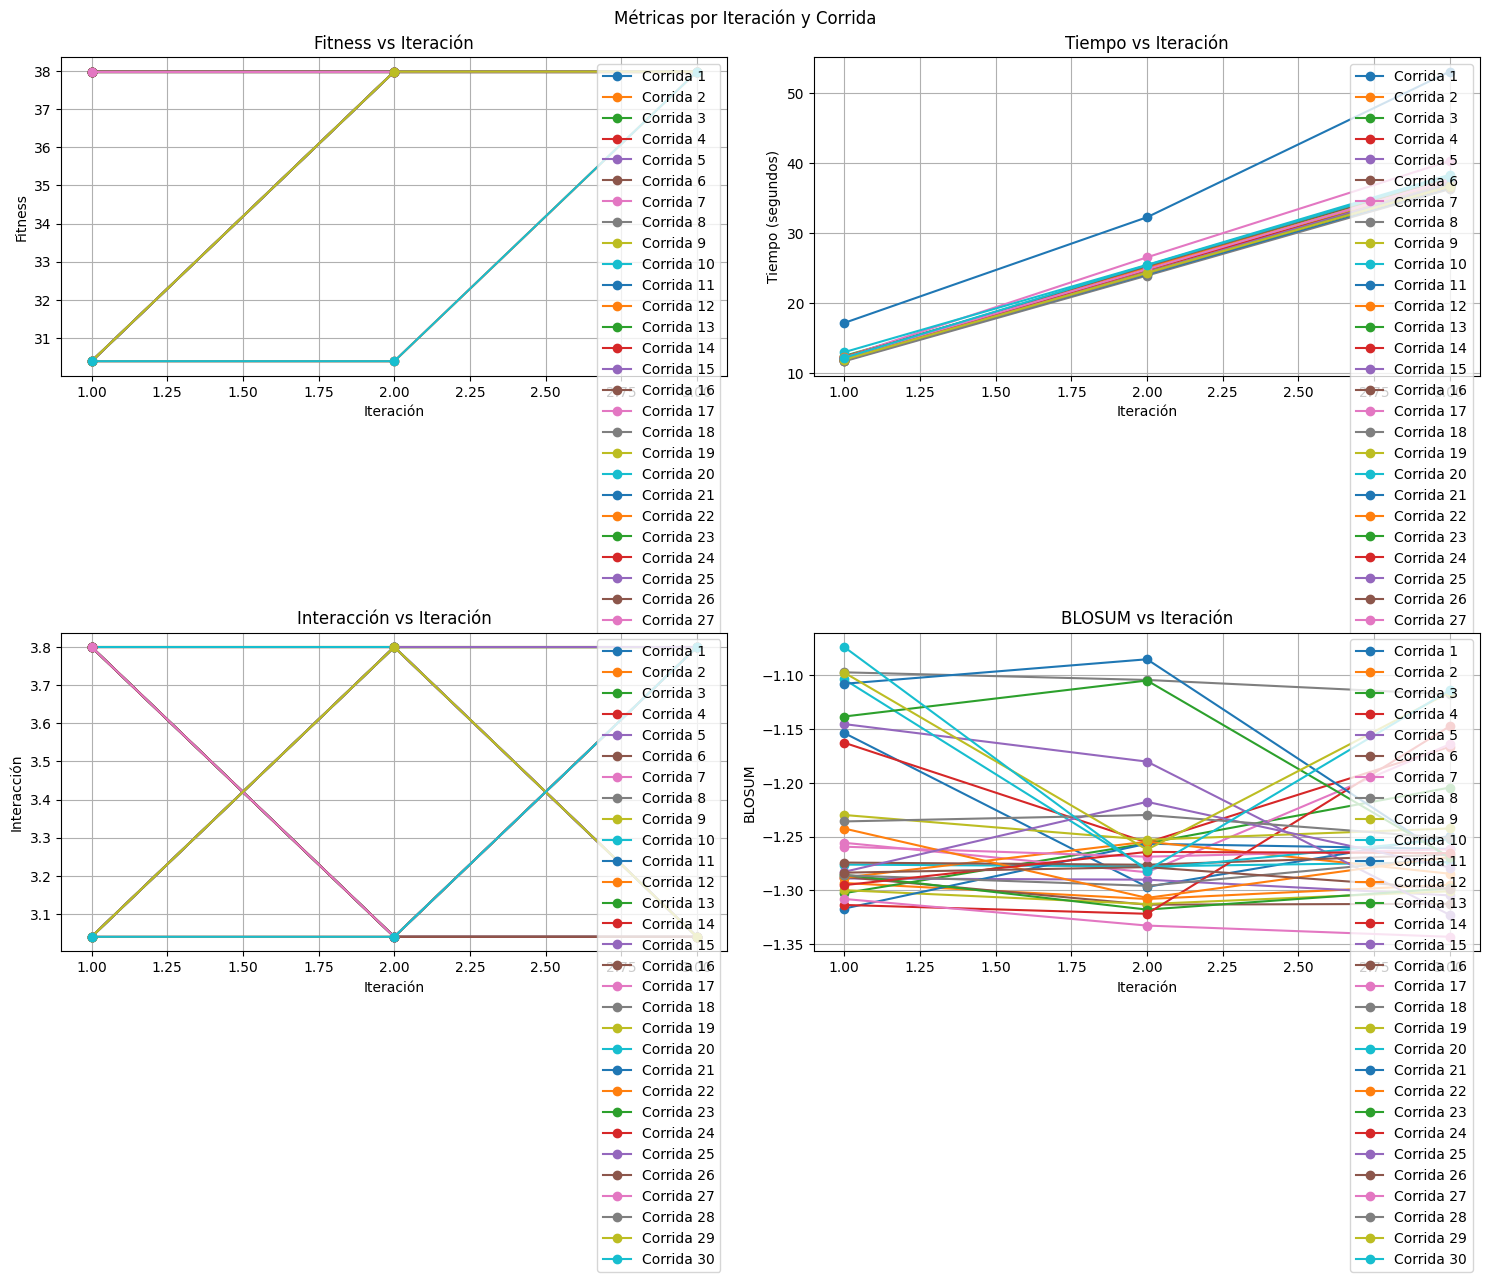 Métricas por Iteración y Corrida
Fitness vs Iteración
Fitness
38
37
36
35
34
33
32
31
1.00
1.25
1.50
1.75
2.00
2.25
2.50
2.75
3.00
Iteración
Corrida 1
Corrida 2
Corrida 3
Corrida 4
Corrida 5
Corrida 6
Corrida 7
Corrida 8
Corrida 9
Corrida 10
Corrida 11
Corrida 12
Corrida 13
Corrida 14
Corrida 15
Corrida 16
Corrida 17
Corrida 18
Corrida 19
Corrida 20
Corrida 21
Corrida 22
Corrida 23
Corrida 24
Corrida 25
Corrida 26
Corrida 27
Tiempo vs Iteración
Tiempo (segundos)
50
40
30
20
10
1.00
1.25
1.50
1.75
2.00
2.25
2.50
2.75
3.00
Iteración
Corrida 1
Corrida 2
Corrida 3
Corrida 4
Corrida 5
Corrida 6
Corrida 7
Corrida 8
Corrida 9
Corrida 10
Corrida 11
Corrida 12
Corrida 13
Corrida 14
Corrida 15
Corrida 16
Corrida 17
Corrida 18
Corrida 19
Corrida 20
Corrida 21
Corrida 22
Corrida 23
Corrida 24
Corrida 25
Corrida 26
Corrida 27
Interacción vs Iteración
Interacción
3.8
3.7
3.6
3.5
3.4
3.3
3.2
3.1
1.00
1.25
1.50
1.75
2.00
2.25
2.50
2.75
3.00
Iteración
Corrida 1
Corrida 2
Corrida 3
Corrida 4
Corrida 5
Corrida 6
Corrida 7
Corrida 8
Corrida 9
Corrida 10
Corrida 11
Corrida 12
Corrida 13
Corrida 14
Corrida 15
Corrida 16
Corrida 17
Corrida 18
Corrida 19
Corrida 20
Corrida 21
Corrida 22
Corrida 23
Corrida 24
Corrida 25
Corrida 26
Corrida 27
Corrida 28
Corrida 29
Corrida 30
BLOSUM vs Iteración
BLOSUM
−1.10
−1.15
−1.20
−1.25
−1.30
−1.35
1.00
1.25
1.50
1.75
2.00
2.25
2.50
2.75
3.00
Iteración
Corrida 1
Corrida 2
Corrida 3
Corrida 4
Corrida 5
Corrida 6
Corrida 7
Corrida 8
Corrida 9
Corrida 10
Corrida 11
Corrida 12
Corrida 13
Corrida 14
Corrida 15
Corrida 16
Corrida 17
Corrida 18
Corrida 19
Corrida 20
Corrida 21
Corrida 22
Corrida 23
Corrida 24
Corrida 25
Corrida 26
Corrida 27
Corrida 28
Corrida 29
Corrida 30